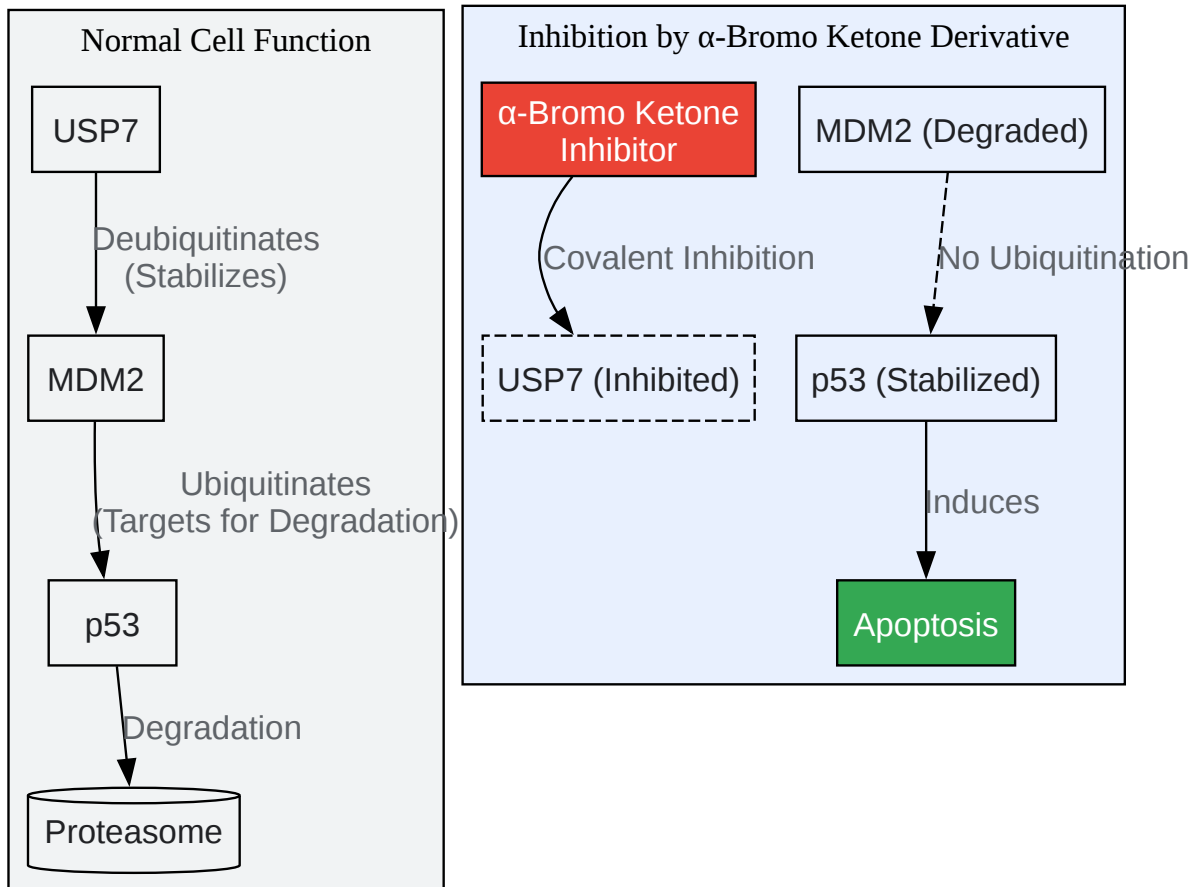 Normal Cell Function
USP7
Deubiquitinates
(Stabilizes)
MDM2
Ubiquitinates
(Targets for Degradation)
p53
Degradation
Proteasome
Inhibition by α-Bromo Ketone Derivative
α-Bromo Ketone
Inhibitor
Covalent Inhibition
USP7 (Inhibited)
MDM2 (Degraded)
No Ubiquitination
p53 (Stabilized)
Induces
Apoptosis